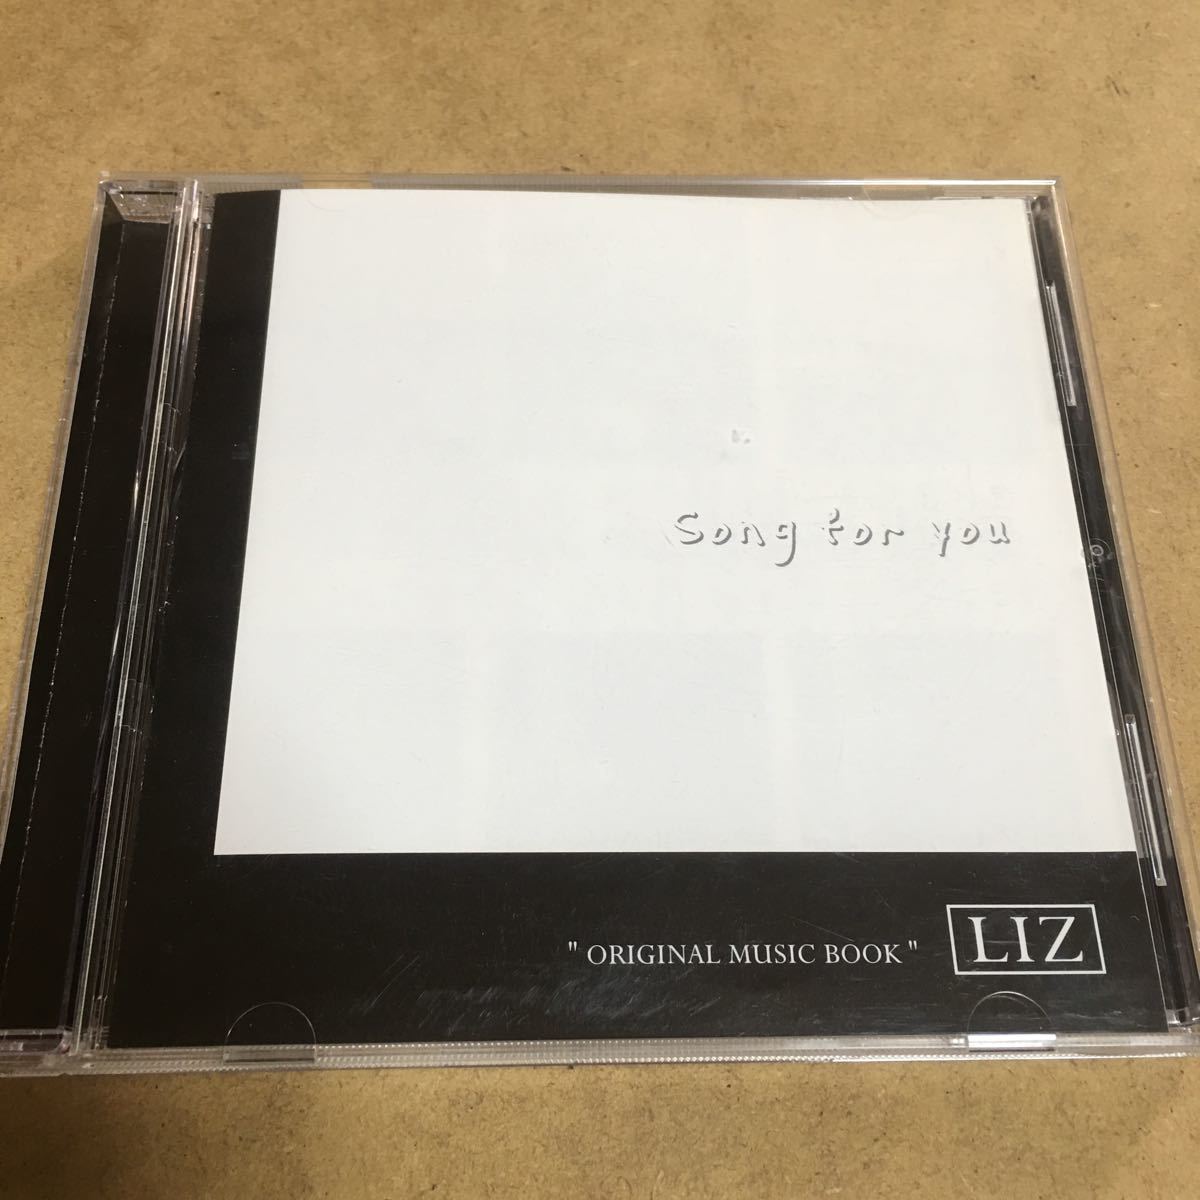 Song for you
" ORIGINAL MUSIC BOOK "
LIZ